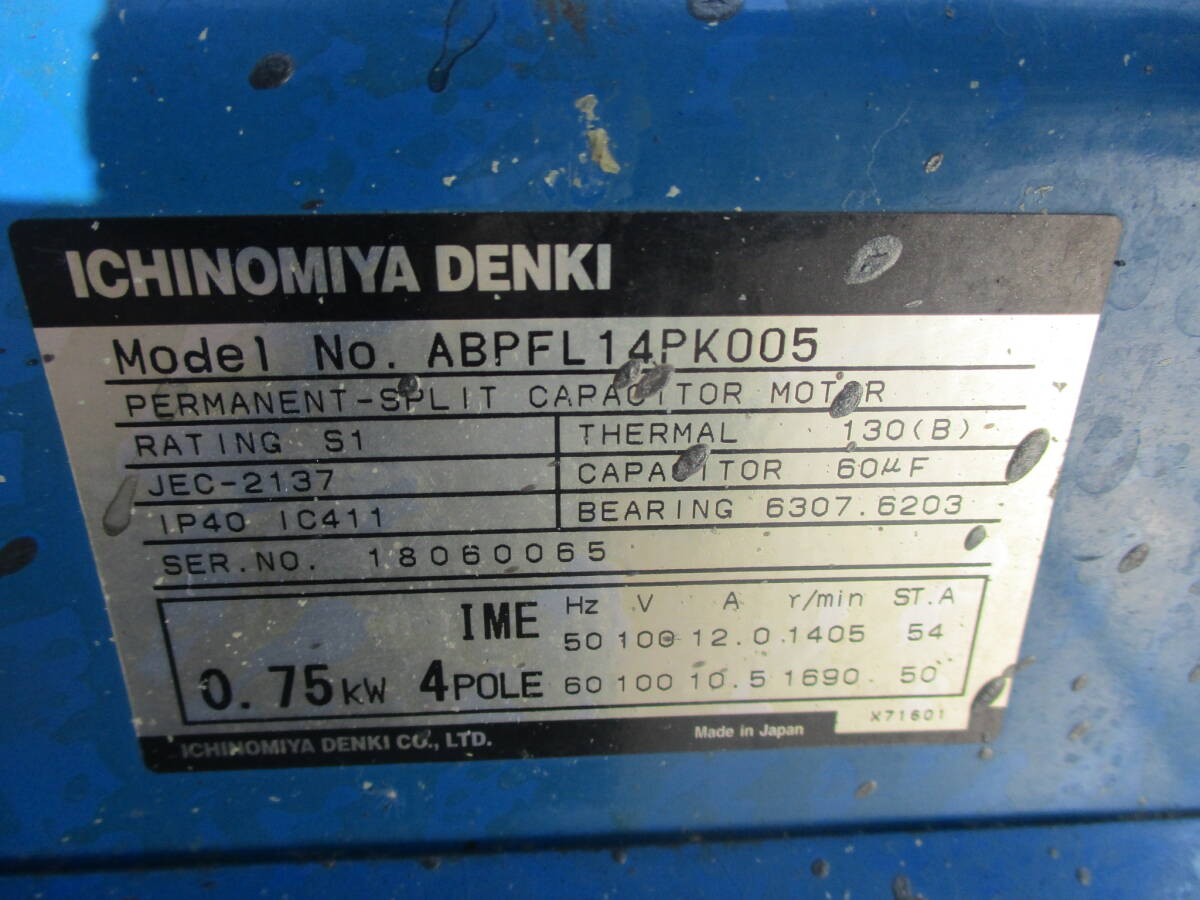 ICHINOMIYA DENKI
Model No. ABPFL14PK005
PERMANENT-SPLIT CAPACITOR MOTOR
RATING S1
THERMAL 130(B)
JEC-2137
CAPACITOR 60μF
IP40 IC411
BEARING 6307.6203
SER.NO. 18060065
IME Hz V A r/min ST.A
50 100 12.0 1405 54
0.75kW 4POLE 60 100 10.5 1690 50
X71601
ICHINOMIYA DENKI CO., LTD. Made in Japan